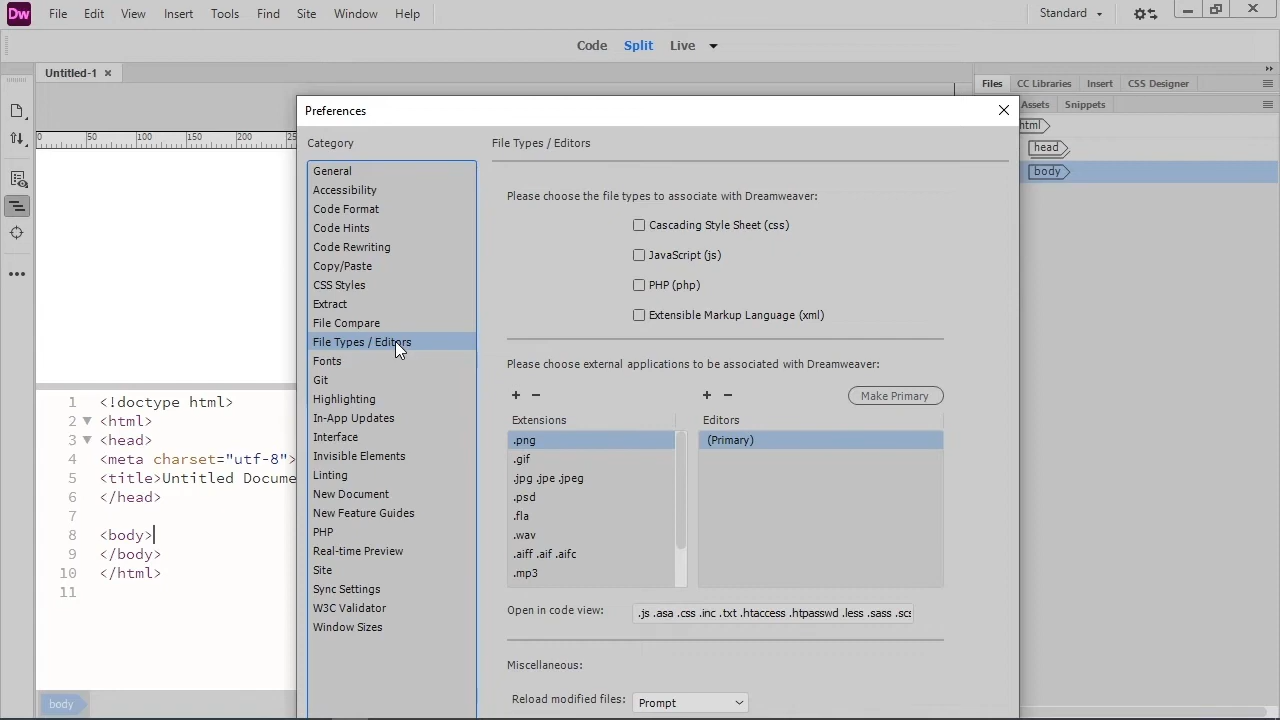 Dw File Edit View Insert Tools Find Site Window Help Standard
Code Split Live
Untitled-1
Files CC Libraries Insert CSS Designer
Assets Snippets
0 50 100 150 200 250
Preferences
Category
General
Accessibility
Code Format
Code Hints
Code Rewriting
Copy/Paste
CSS Styles
Extract
File Compare
File Types / Editors
Fonts
Git
Highlighting
In-App Updates
Interface
Invisible Elements
Linting
New Document
New Feature Guides
PHP
Real-time Preview
Site
Sync Settings
W3C Validator
Window Sizes
File Types / Editors
Please choose the file types to associate with Dreamweaver:
Cascading Style Sheet (css)
JavaScript (js)
PHP (php)
Extensible Markup Language (xml)
Please choose external applications to be associated with Dreamweaver:
+ − + − Make Primary
Extensions Editors
.png (Primary)
.gif
.jpg .jpe .jpeg
.psd
.fla
.wav
.aiff .aif .aifc
.mp3
Open in code view: .js .asa .css .inc .txt .htaccess .htpasswd .less .sass .scs
Miscellaneous:
Reload modified files: Prompt
html
head
body
1 <!doctype html>
2 <html>
3 <head>
4 <meta charset="utf-8">
5 <title>Untitled Docume
6 </head>
7
8 <body>
9 </body>
10 </html>
11
body